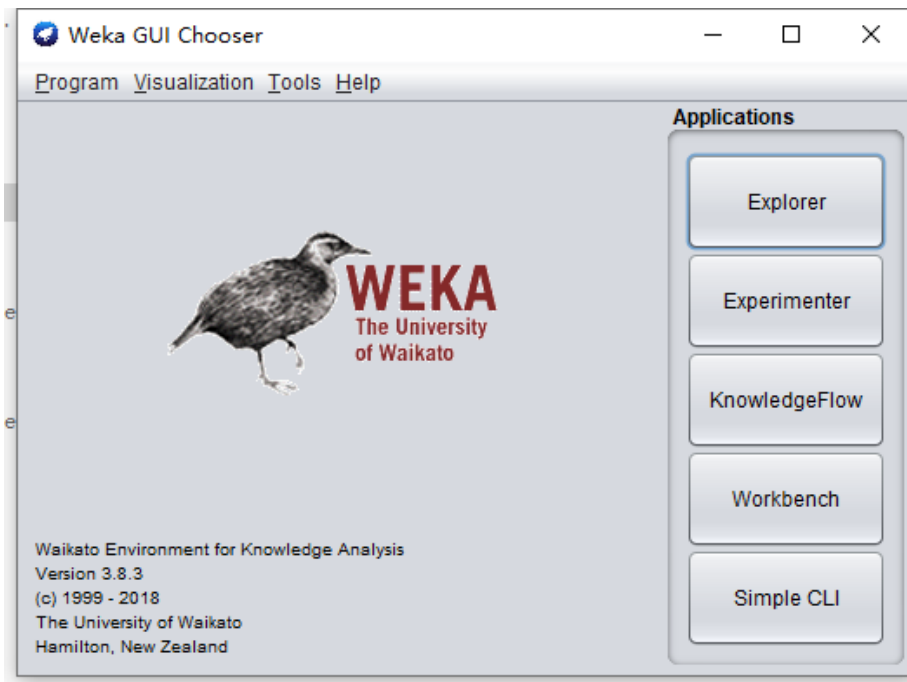 Weka GUI Chooser
Program Visualization Tools Help
Applications
Explorer
Experimenter
KnowledgeFlow
Workbench
Simple CLI
WEKA
The University
of Waikato
Waikato Environment for Knowledge Analysis
Version 3.8.3
(c) 1999 - 2018
The University of Waikato
Hamilton, New Zealand
e
e